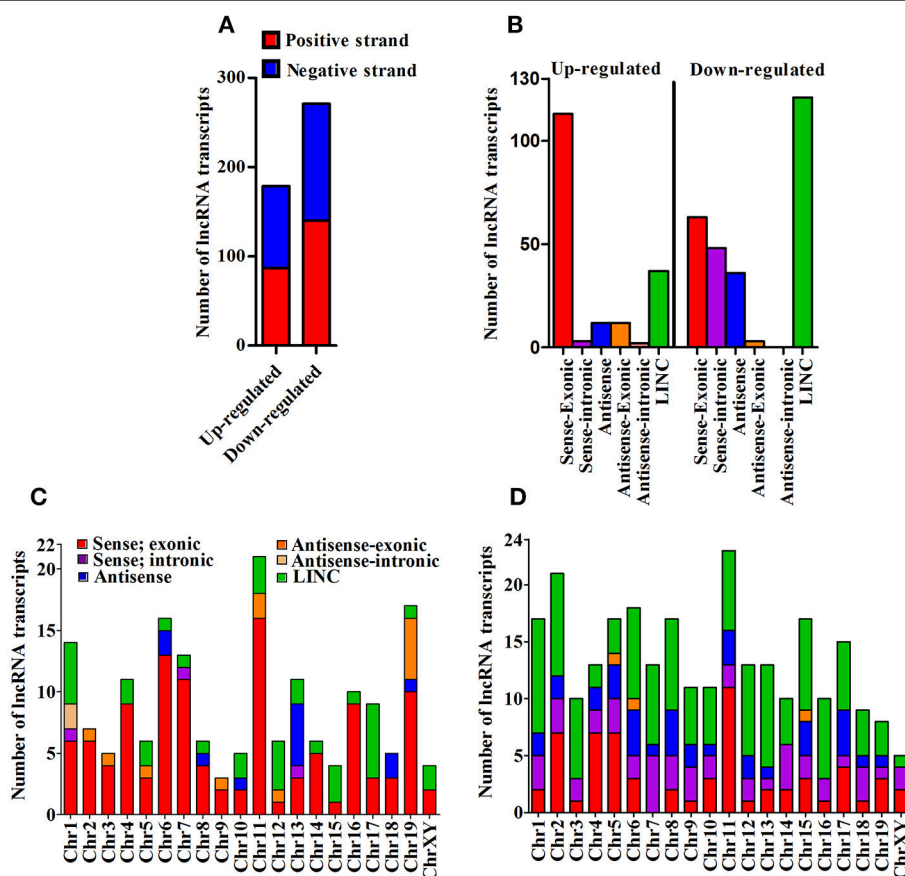 A
Positive strand
Negative strand
Number of lncRNA transcripts
300
200
100
0
Up-regulated
Down-regulated
B
Up-regulated
Down-regulated
Number of lncRNA transcripts
130
100
50
0
Sense-Exonic
Sense-intronic
Antisense
Antisense-Exonic
Antisense-intronic
LINC
Sense-Exonic
Sense-intronic
Antisense
Antisense-Exonic
Antisense-intronic
LINC
C
Sense; exonic
Sense; intronic
Antisense
Antisense-exonic
Antisense-intronic
LINC
Number of lncRNA transcripts
22
20
15
10
5
0
Chr1
Chr2
Chr3
Chr4
Chr5
Chr6
Chr7
Chr8
Chr9
Chr10
Chr11
Chr12
Chr13
Chr14
Chr15
Chr16
Chr17
Chr18
Chr19
ChrXY
D
Number of lncRNA transcripts
24
20
15
10
5
0
Chr1
Chr2
Chr3
Chr4
Chr5
Chr6
Chr7
Chr8
Chr9
Chr10
Chr11
Chr12
Chr13
Chr14
Chr15
Chr16
Chr17
Chr18
Chr19
ChrXY